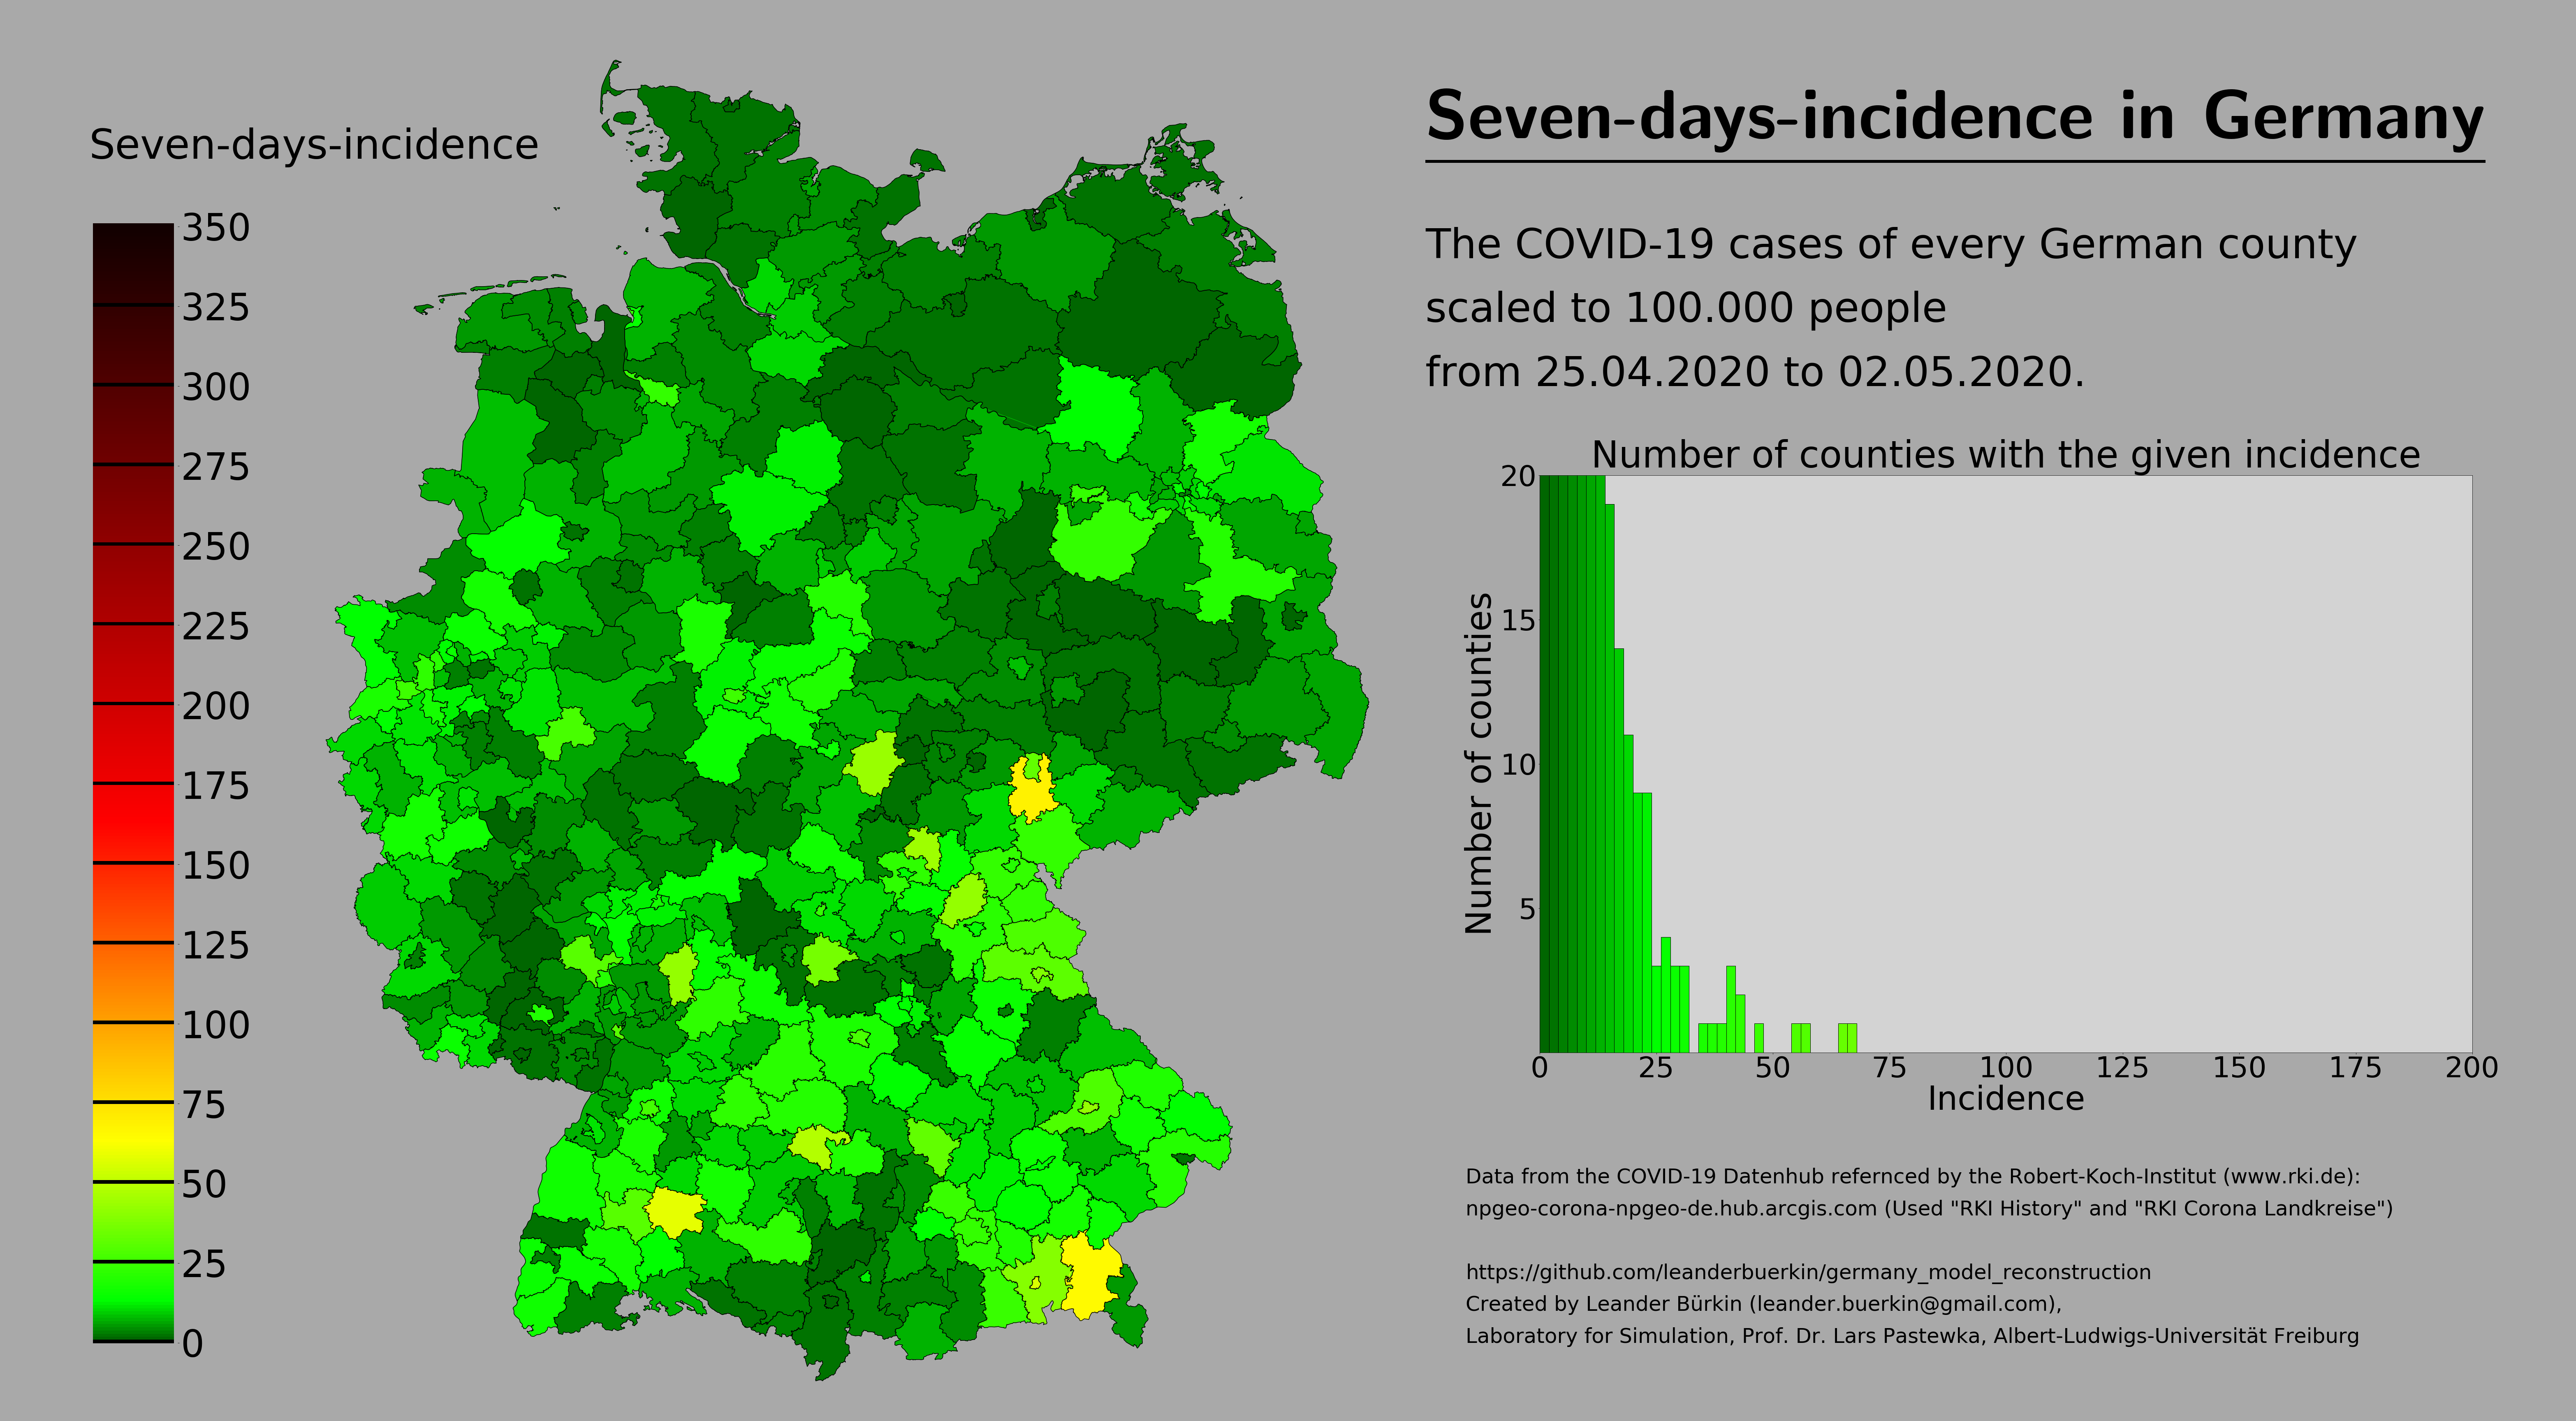 Seven-days-incidence
350
325
300
275
250
225
200
175
150
125
100
75
50
25
0
Seven-days-incidence in Germany
The COVID-19 cases of every German county
scaled to 100.000 people
from 25.04.2020 to 02.05.2020.
Number of counties with the given incidence
20
15
10
5
Number of counties
0 25 50 75 100 125 150 175 200
Incidence
Data from the COVID-19 Datenhub refernced by the Robert-Koch-Institut (www.rki.de):
npgeo-corona-npgeo-de.hub.arcgis.com (Used "RKI History" and "RKI Corona Landkreise")
https://github.com/leanderbuerkin/germany_model_reconstruction
Created by Leander Bürkin (leander.buerkin@gmail.com),
Laboratory for Simulation, Prof. Dr. Lars Pastewka, Albert-Ludwigs-Universität Freiburg